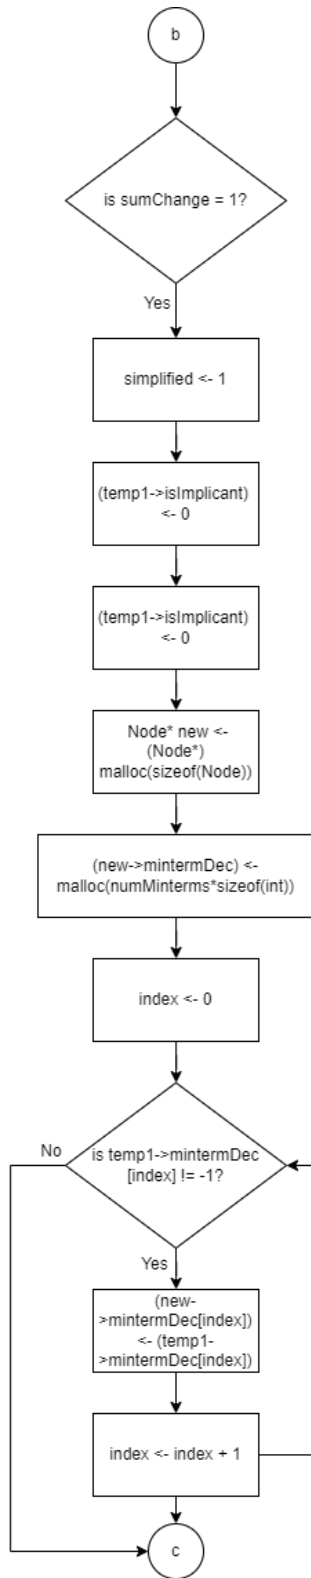 b
is sumChange = 1?
Yes
simplified <- 1
(temp1->isImplicant)
<- 0
(temp1->isImplicant)
<- 0
Node* new <-
(Node*)
malloc(sizeof(Node))
(new->mintermDec) <-
malloc(numMinterms*sizeof(int))
index <- 0
No
is temp1->mintermDec
[index] != -1?
Yes
(new-
>mintermDec[index])
<- (temp1-
>mintermDec[index])
index <- index + 1
c